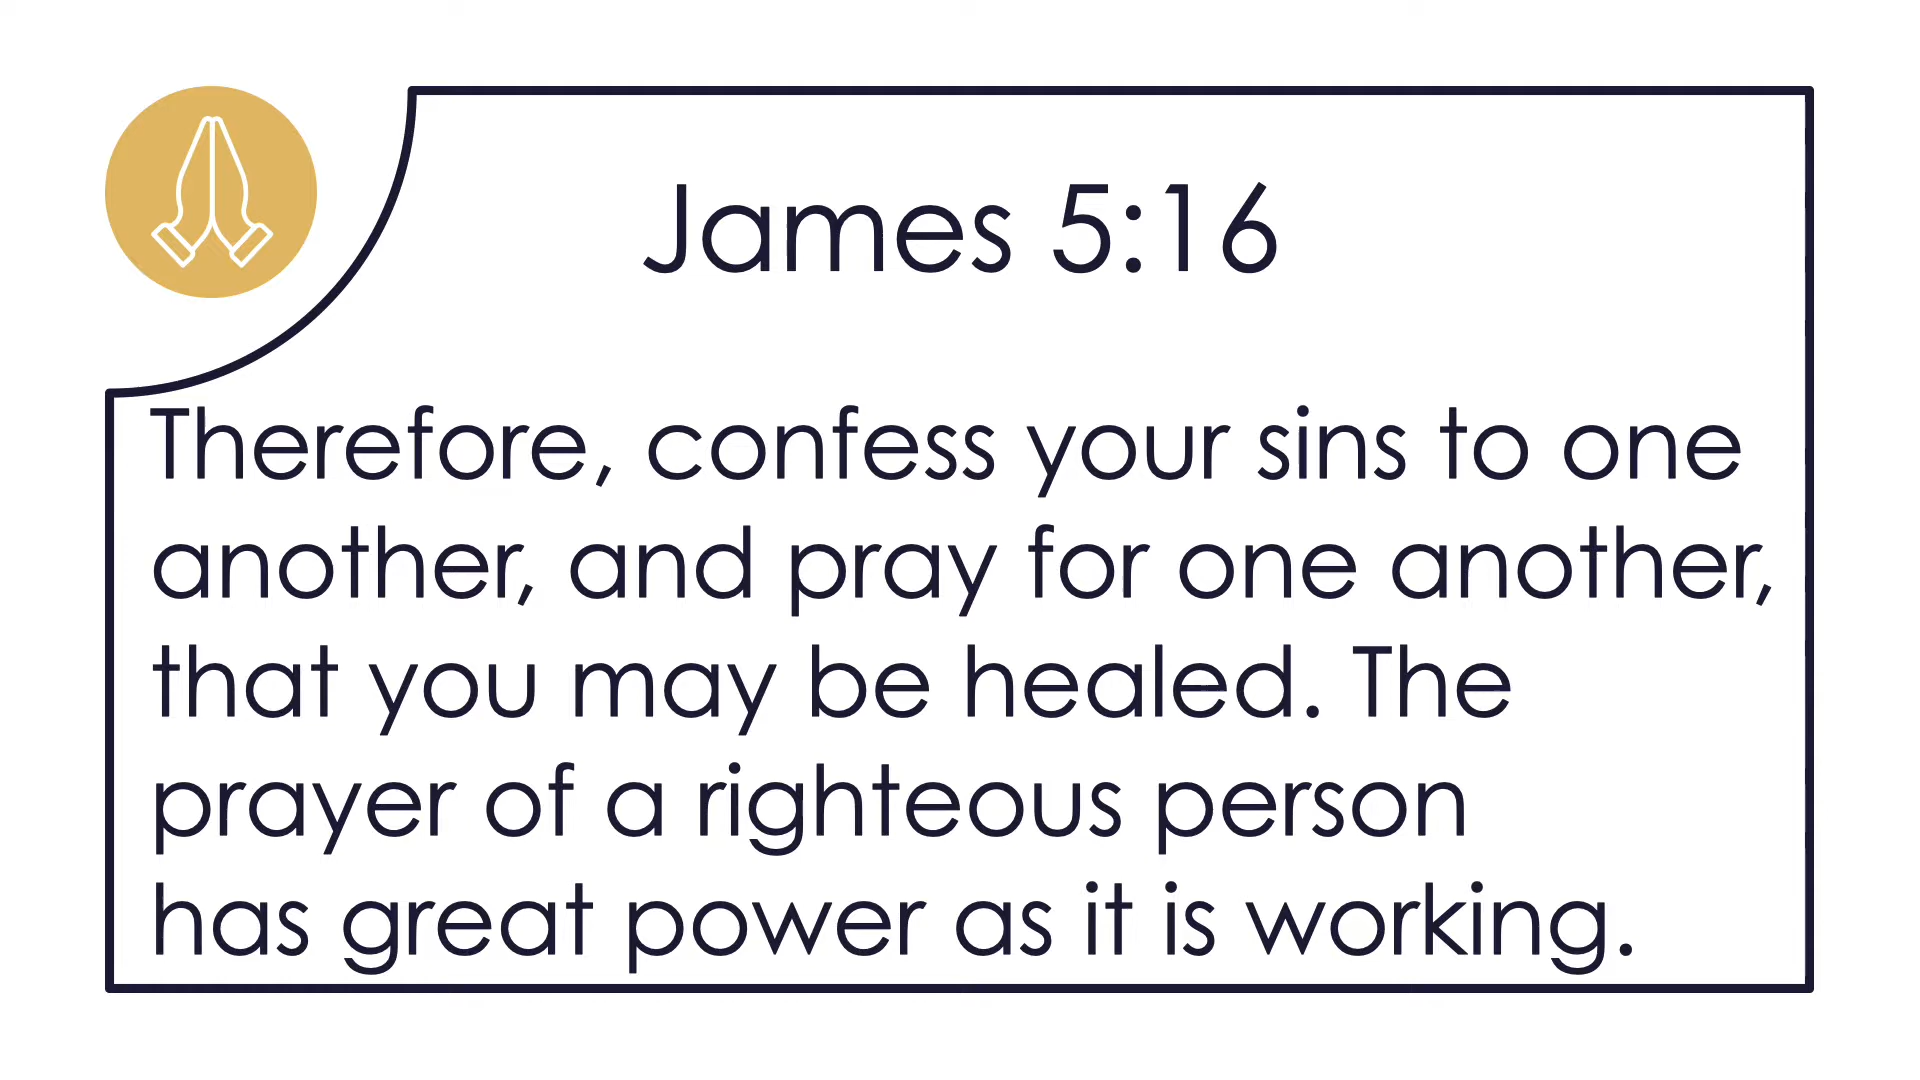 James 5:16
Therefore, confess your sins to one
another, and pray for one another,
that you may be healed. The
prayer of a righteous person
has great power as it is working.